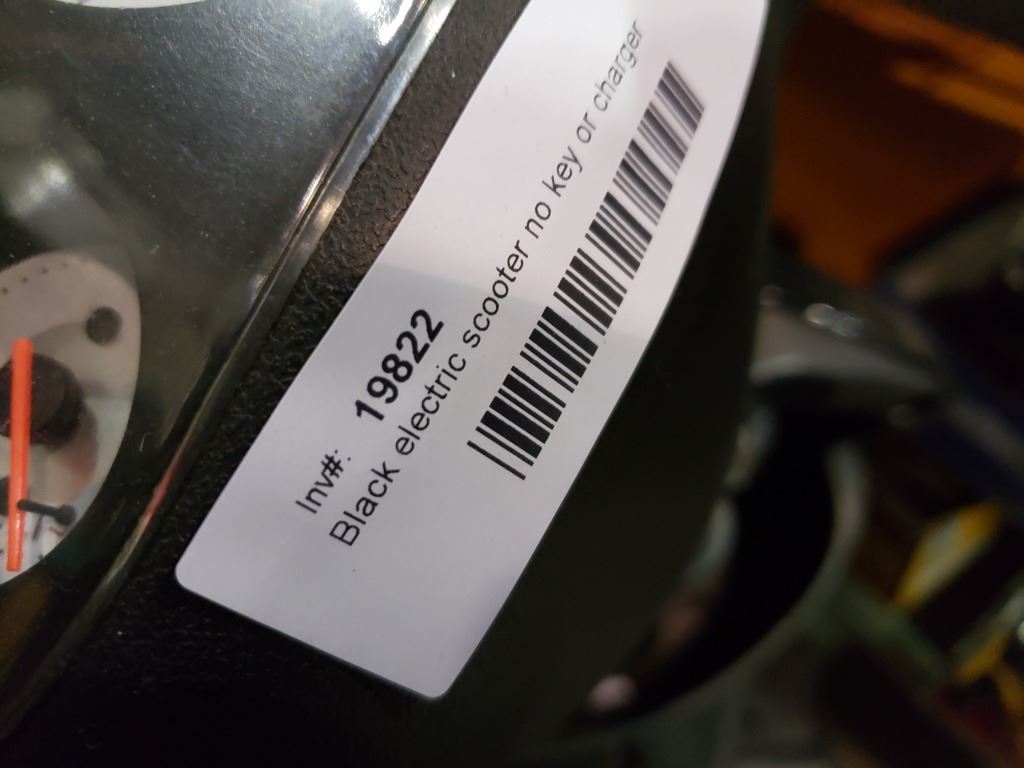 Inv#: 19822
Black electric scooter no key or charger